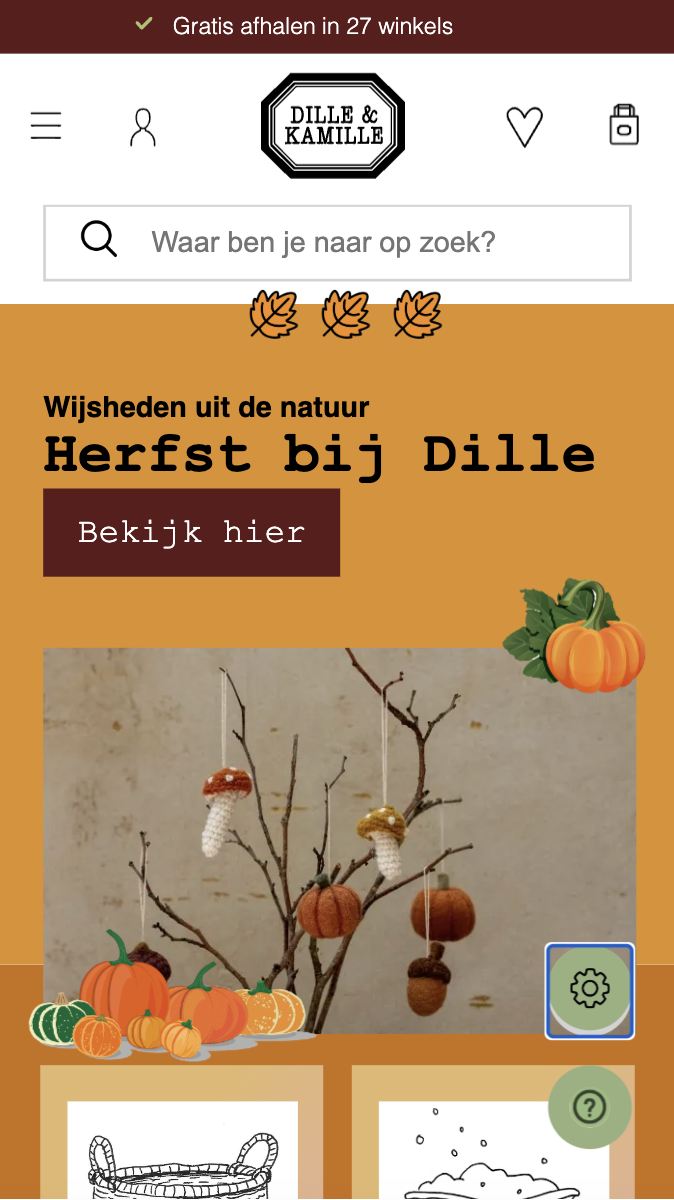 Gratis afhalen in 27 winkels
DILLE &
KAMILLE
Waar ben je naar op zoek?
Wijsheden uit de natuur
Herfst bij Dille
Bekijk hier
?